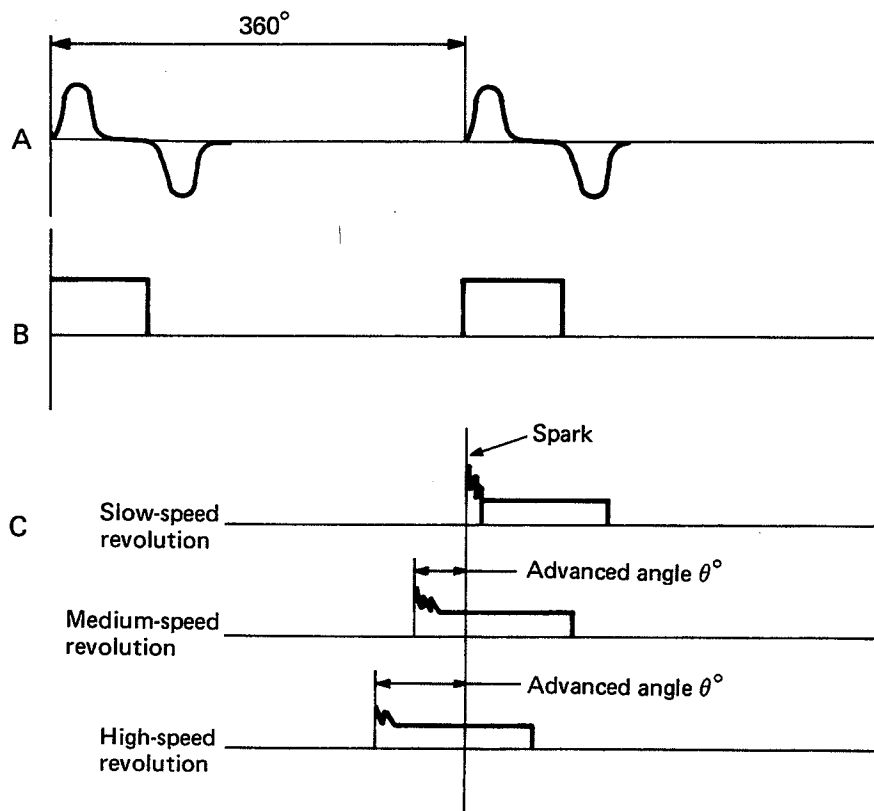 360°
A
B
C
Spark
Slow-speed
revolution
Advanced angle θ°
Medium-speed
revolution
Advanced angle θ°
High-speed
revolution